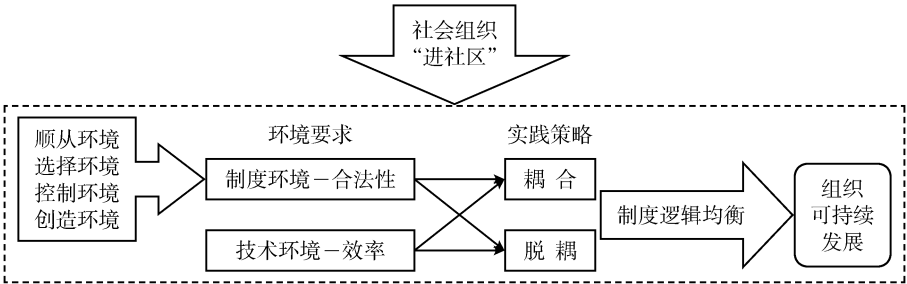 社会组织
“进社区”
顺从环境
选择环境
控制环境
创造环境
环境要求
实践策略
制度环境－合法性
耦 合
技术环境－效率
脱 耦
制度逻辑均衡
组织
可持续
发展